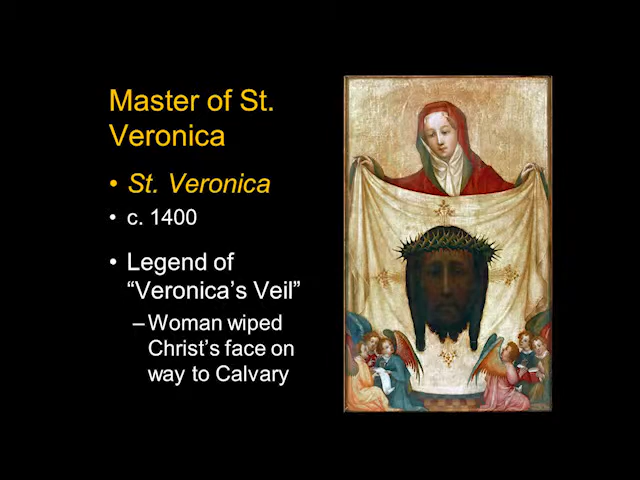 Master of St.
Veronica
• St. Veronica
• c. 1400
• Legend of
“Veronica’s Veil”
–Woman wiped
Christ’s face on
way to Calvary